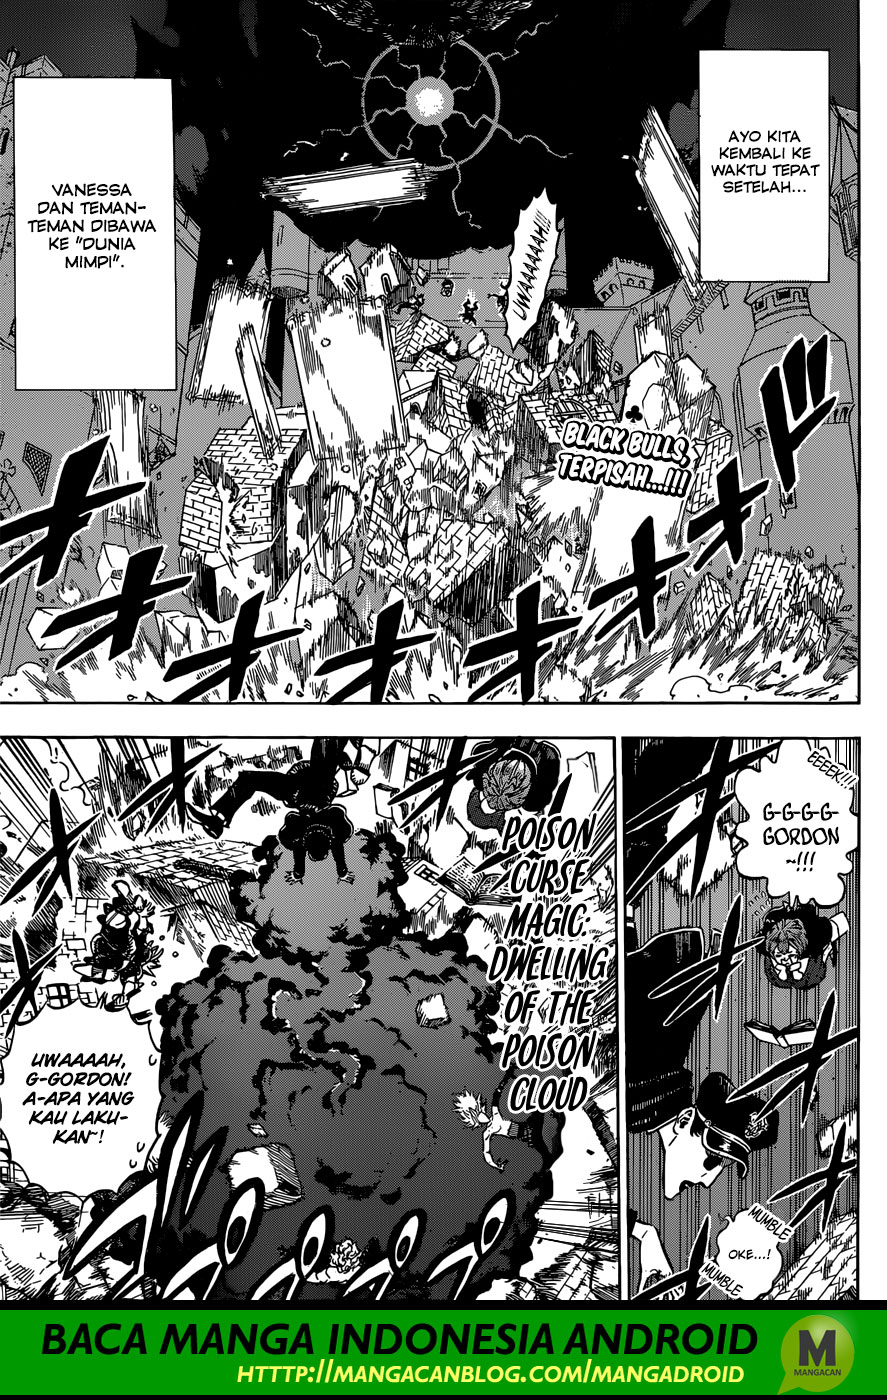 AYO KITA
KEMBALI KE
WAKTU TEPAT
SETELAH...
VANESSA
DAN TEMAN-
TEMAN DIBAWA
KE "DUNIA
MIMPI".
UWAAAAAH!!!
BLACK BULLS,
TERPISAH...!!!
EEEEK!!!
G-G-G-G-
GORDON
~!!!
MUMBLE
OKE...!
MUMBLE
POISON
CURSE
MAGIC:
DWELLING
OF THE
POISON
CLOUD
UWAAAAH,
G-GORDON!
A-APA YANG
KAU LAKU-
KAN~!
BACA MANGA INDONESIA ANDROID
HTTTP://MANGACANBLOG.COM/MANGADROID
M
MANGACAN